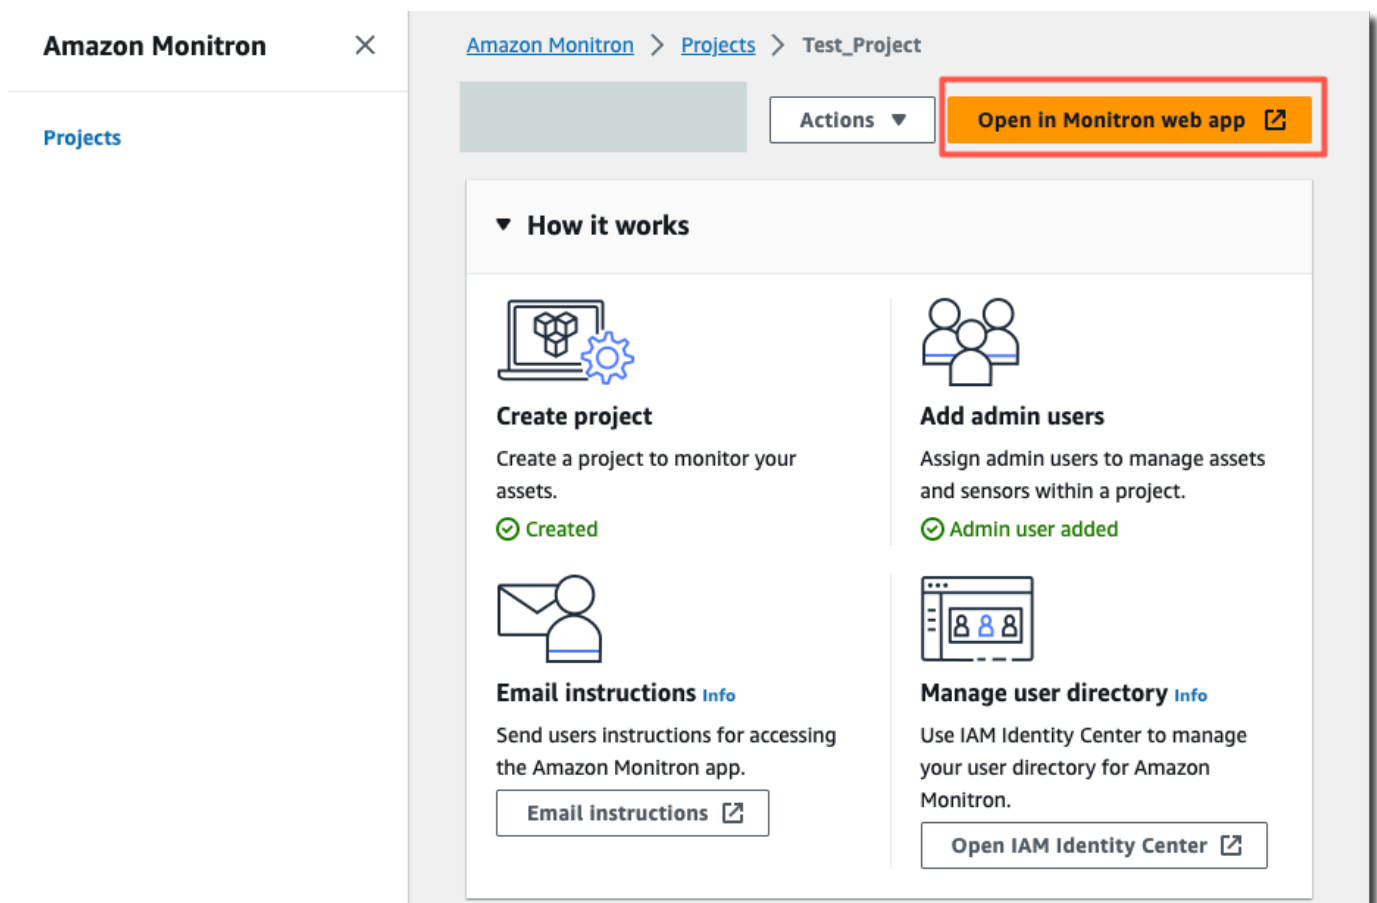 Amazon Monitron
Projects
Amazon Monitron > Projects > Test_Project
Actions
Open in Monitron web app
How it works
Create project
Create a project to monitor your
assets.
Created
Add admin users
Assign admin users to manage assets
and sensors within a project.
Admin user added
Email instructions Info
Send users instructions for accessing
the Amazon Monitron app.
Email instructions
Manage user directory Info
Use IAM Identity Center to manage
your user directory for Amazon
Monitron.
Open IAM Identity Center